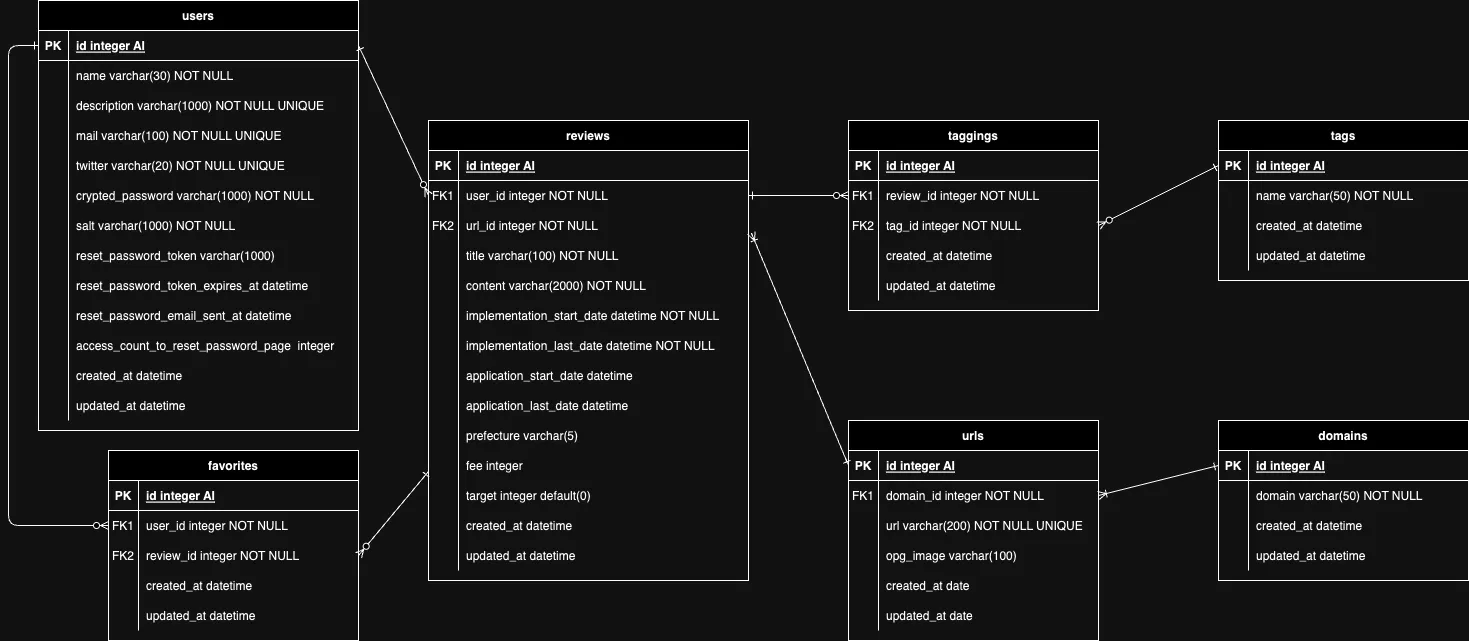 users
PK id integer AI
name varchar(30) NOT NULL
description varchar(1000) NOT NULL UNIQUE
mail varchar(100) NOT NULL UNIQUE
twitter varchar(20) NOT NULL UNIQUE
crypted_password varchar(1000) NOT NULL
salt varchar(1000) NOT NULL
reset_password_token varchar(1000)
reset_password_token_expires_at datetime
reset_password_email_sent_at datetime
access_count_to_reset_password_page integer
created_at datetime
updated_at datetime
favorites
PK id integer AI
FK1 user_id integer NOT NULL
FK2 review_id integer NOT NULL
created_at datetime
updated_at datetime
reviews
PK id integer AI
FK1 user_id integer NOT NULL
FK2 url_id integer NOT NULL
title varchar(100) NOT NULL
content varchar(2000) NOT NULL
implementation_start_date datetime NOT NULL
implementation_last_date datetime NOT NULL
application_start_date datetime
application_last_date datetime
prefecture varchar(5)
fee integer
target integer default(0)
created_at datetime
updated_at datetime
taggings
PK id integer AI
FK1 review_id integer NOT NULL
FK2 tag_id integer NOT NULL
created_at datetime
updated_at datetime
tags
PK id integer AI
name varchar(50) NOT NULL
created_at datetime
updated_at datetime
urls
PK id integer AI
FK1 domain_id integer NOT NULL
url varchar(200) NOT NULL UNIQUE
opg_image varchar(100)
created_at date
updated_at date
domains
PK id integer AI
domain varchar(50) NOT NULL
created_at datetime
updated_at datetime